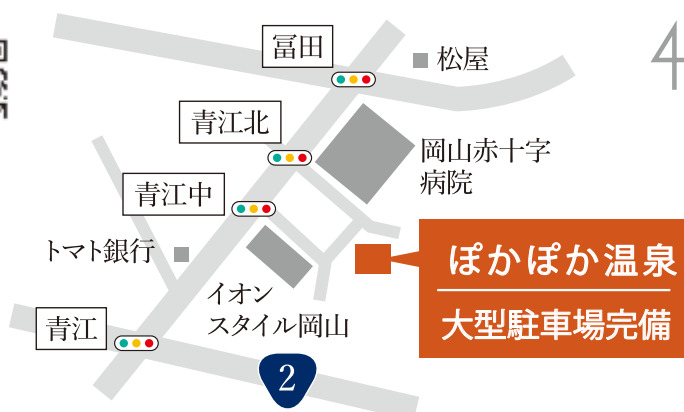 冨田
松屋
4
青江北
岡山赤十字
病院
青江中
トマト銀行
ぽかぽか温泉
大型駐車場完備
イオン
スタイル岡山
青江
2